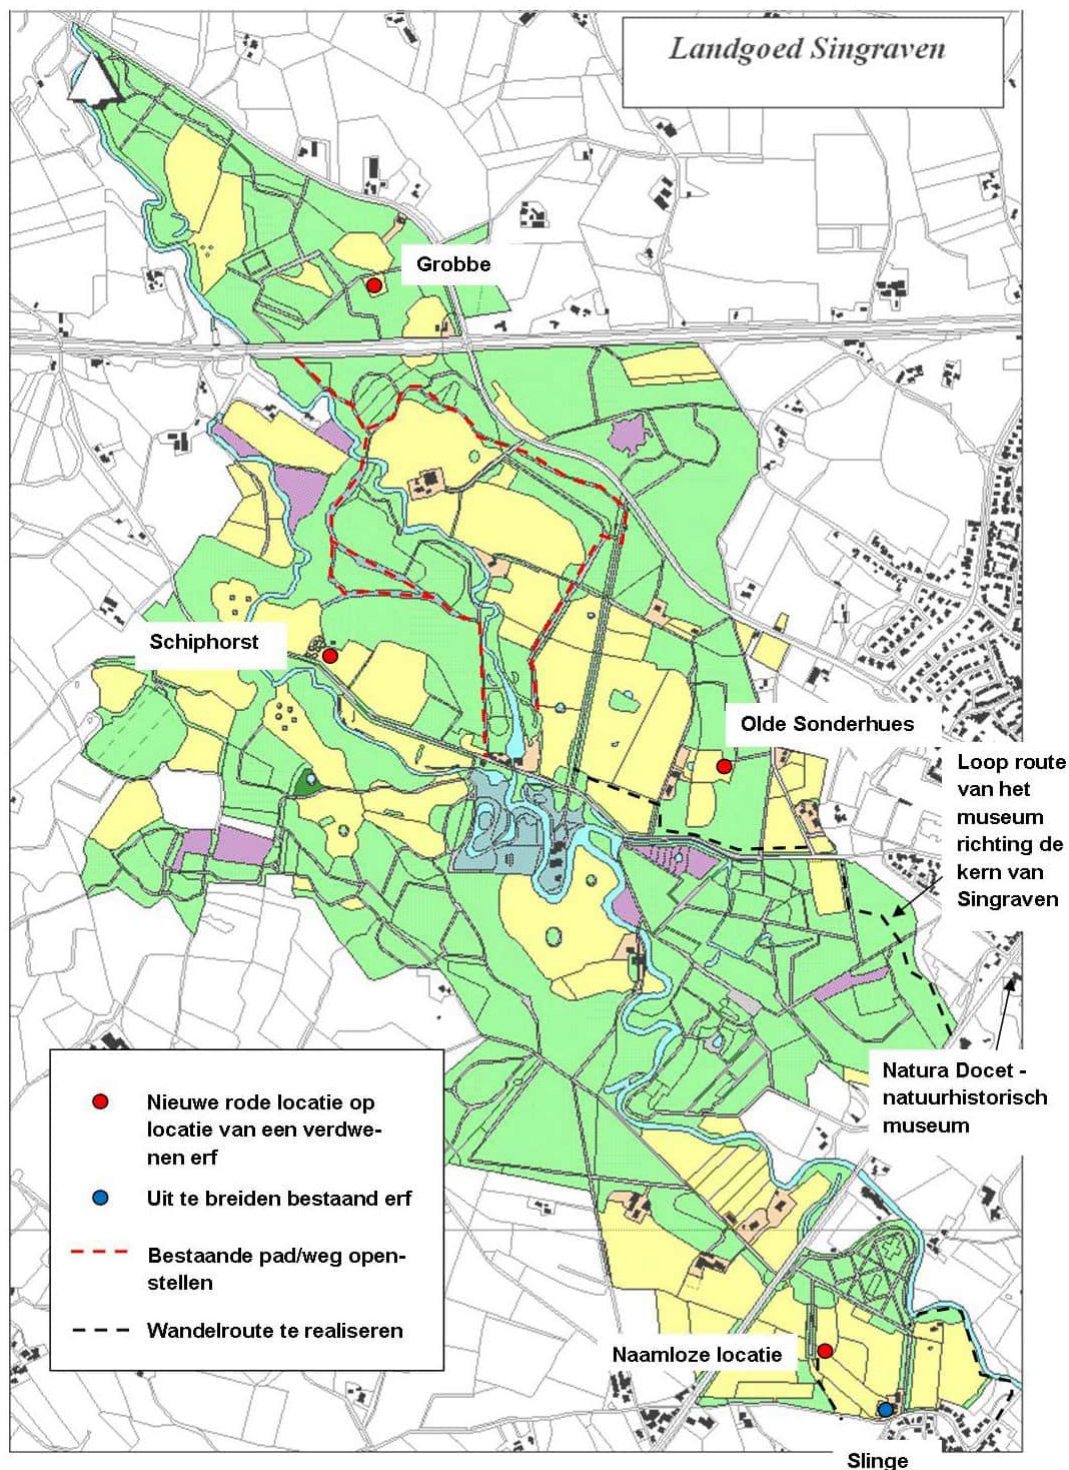 Landgoed Singraven
Grobbe
Schiphorst
Olde Sonderhues
Loop route
van het
museum
richting de
kern van
Singraven
Natura Docet -
natuurhistorisch
museum
Nieuwe rode locatie op
locatie van een verdwe-
nen erf
Uit te breiden bestaand erf
Bestaande pad/weg open-
stellen
Wandelroute te realiseren
Naamloze locatie
Slinge